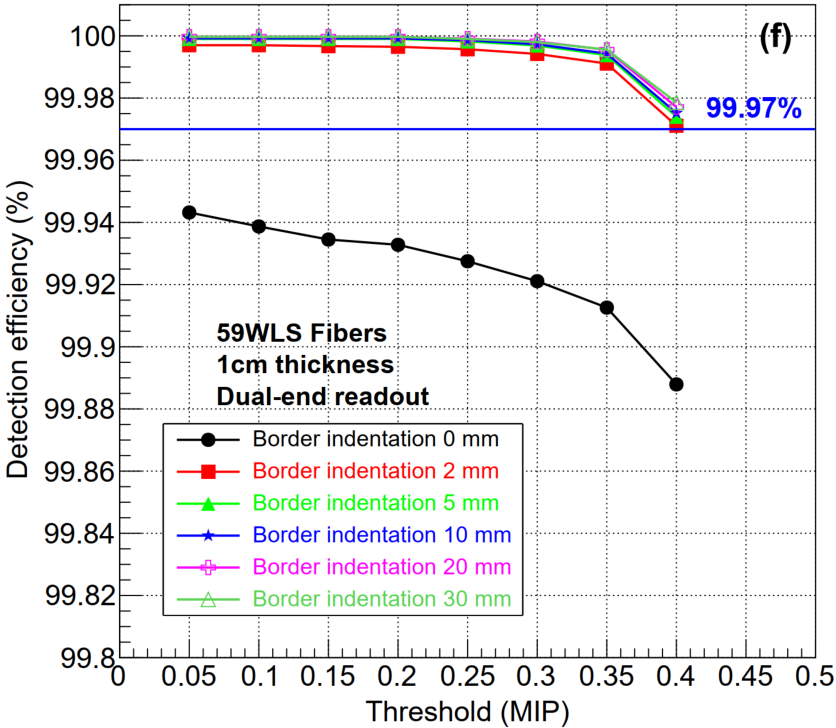 (f)
99.97%
100
99.98
99.96
99.94
99.92
99.9
99.88
99.86
99.84
99.82
99.8
Detection efficiency (%)
59WLS Fibers
1cm thickness
Dual-end readout
Border indentation 0 mm
Border indentation 2 mm
Border indentation 5 mm
Border indentation 10 mm
Border indentation 20 mm
Border indentation 30 mm
0 0.05 0.1 0.15 0.2 0.25 0.3 0.35 0.4 0.45 0.5
Threshold (MIP)